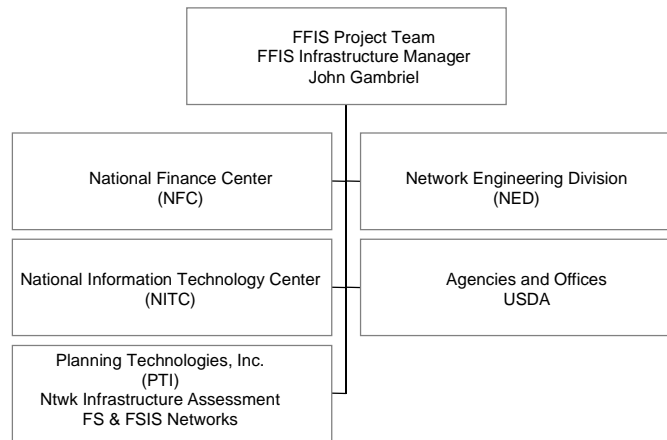 FFIS Project Team
FFIS Infrastructure Manager
John Gambriel
National Finance Center
(NFC)
Network Engineering Division
(NED)
National Information Technology Center
(NITC)
Agencies and Offices
USDA
Planning Technologies, Inc.
(PTI)
Ntwk Infrastructure Assessment
FS & FSIS Networks